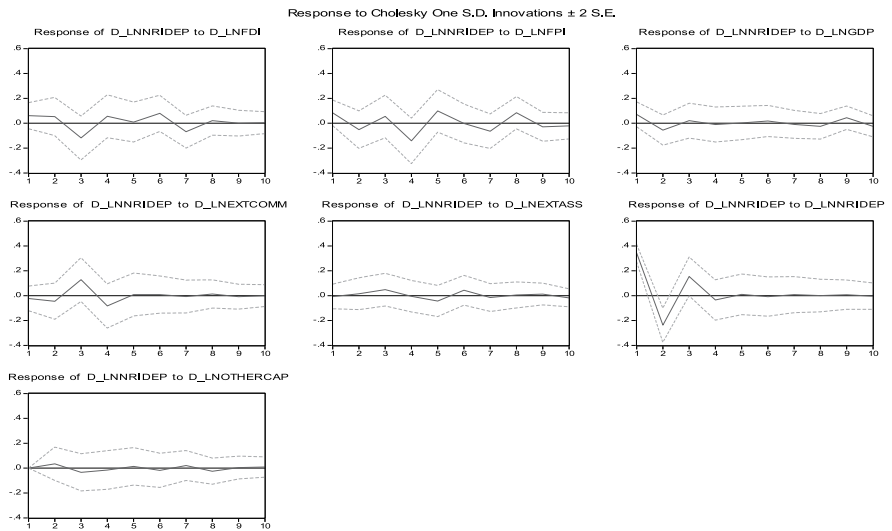 Response to Cholesky One S.D. Innovations ± 2 S.E.
Response of D_LNNRIDEP to D_LNFDI
Response of D_LNNRIDEP to D_LNFPI
Response of D_LNNRIDEP to D_LNGDP
.6
.4
.2
.0
-.2
-.4
1 2 3 4 5 6 7 8 9 10
.6
.4
.2
.0
-.2
-.4
1 2 3 4 5 6 7 8 9 10
.6
.4
.2
.0
-.2
-.4
1 2 3 4 5 6 7 8 9 10
Response of D_LNNRIDEP to D_LNEXTCOMM
Response of D_LNNRIDEP to D_LNEXTASS
Response of D_LNNRIDEP to D_LNNRIDEP
.6
.4
.2
.0
-.2
-.4
1 2 3 4 5 6 7 8 9 10
.6
.4
.2
.0
-.2
-.4
1 2 3 4 5 6 7 8 9 10
.6
.4
.2
.0
-.2
-.4
1 2 3 4 5 6 7 8 9 10
Response of D_LNNRIDEP to D_LNOTHERCAP
.6
.4
.2
.0
-.2
-.4
1 2 3 4 5 6 7 8 9 10